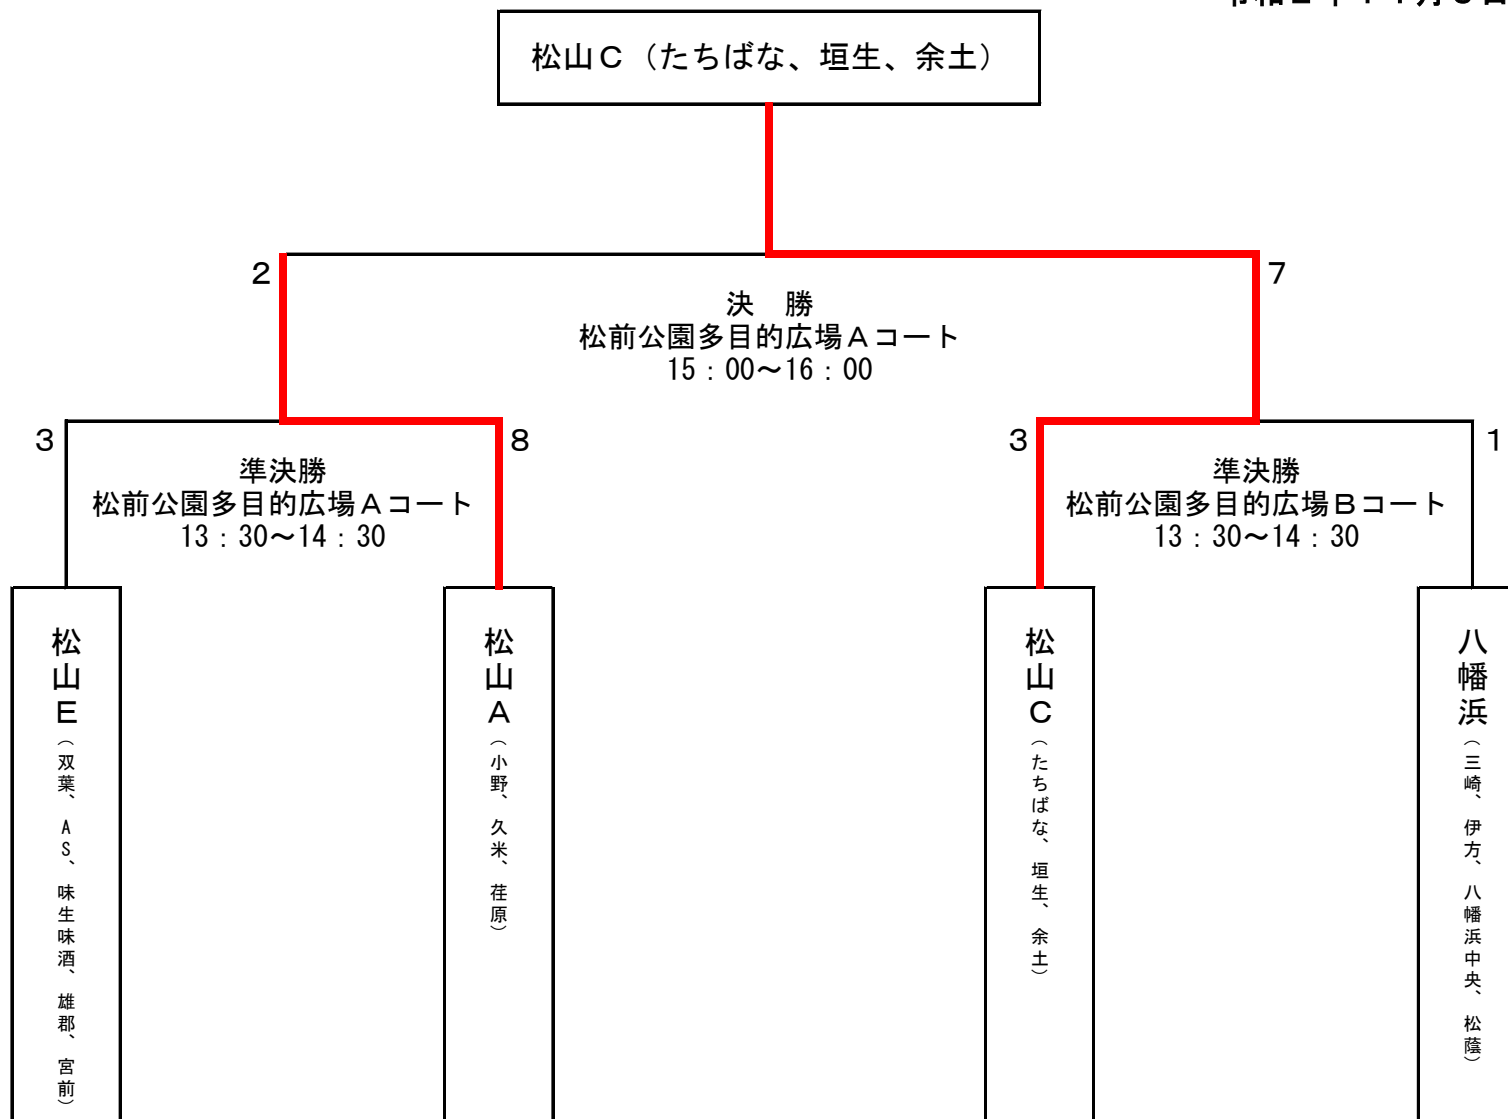 松山Ｃ（たちばな、垣生、余土）
2
7
決　勝
松前公園多目的広場Ａコート
15：00～16：00
3
8
3
1
準決勝
松前公園多目的広場Ａコート
13：30～14：30
準決勝
松前公園多目的広場Ｂコート
13：30～14：30
松山Ｅ（双葉、AS、味生味酒、雄郡、宮前）
松山Ａ（小野、久米、荏原）
松山Ｃ（たちばな、垣生、余土）
八幡浜（三崎、伊方、八幡浜中央、松蔭）